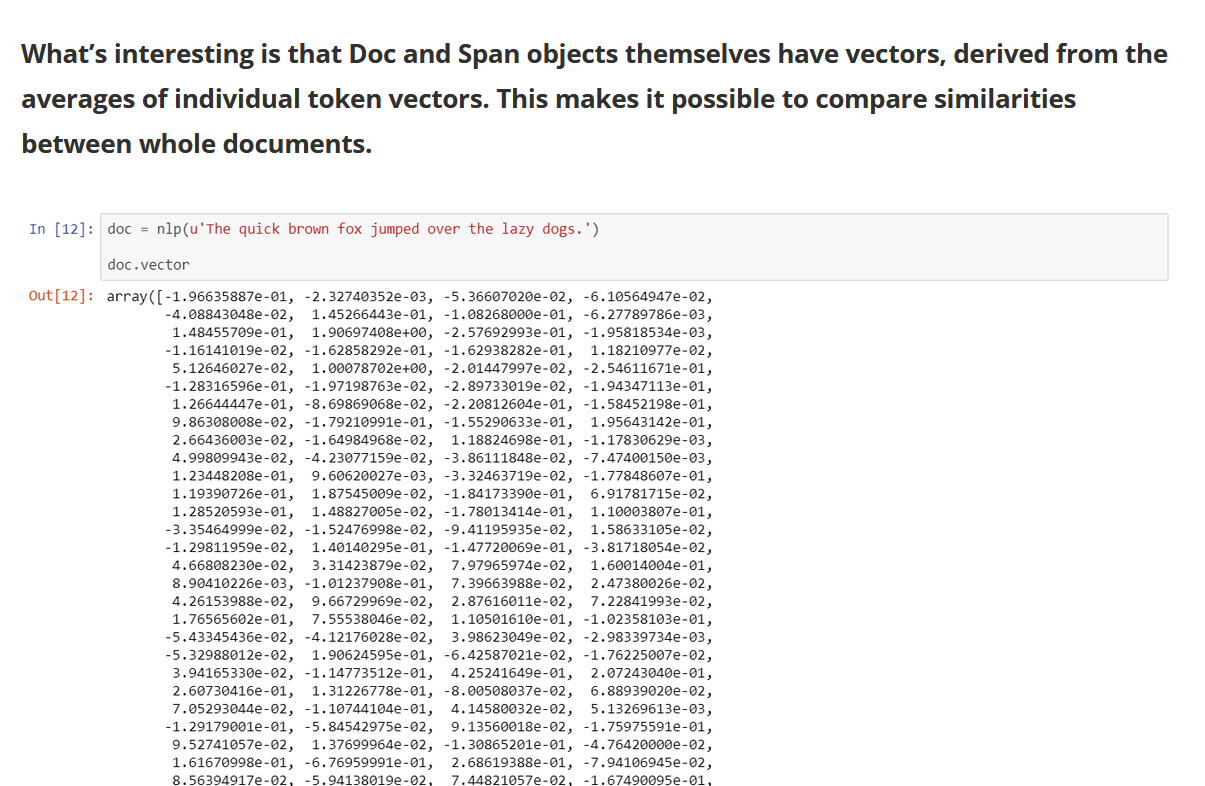 What’s interesting is that Doc and Span objects themselves have vectors, derived from the
averages of individual token vectors. This makes it possible to compare similarities
between whole documents.
In [12]: doc = nlp(u'The quick brown fox jumped over the lazy dogs.')
doc.vector
Out[12]: array([-1.96635887e-01, -2.32740352e-03, -5.36607020e-02, -6.10564947e-02,
-4.08843048e-02, 1.45266443e-01, -1.08268000e-01, -6.27789786e-03,
1.48455709e-01, 1.90697408e+00, -2.57692993e-01, -1.95818534e-03,
-1.16141019e-02, -1.62858292e-01, -1.62938282e-01, 1.18210977e-02,
5.12646027e-02, 1.00078702e+00, -2.01447997e-02, -2.54611671e-01,
-1.28316596e-01, -1.97198763e-02, -2.89733019e-02, -1.94347113e-01,
1.26644447e-01, -8.69869068e-02, -2.20812604e-01, -1.58452198e-01,
9.86308008e-02, -1.79210991e-01, -1.55290633e-01, 1.95643142e-01,
2.66436003e-02, -1.64984968e-02, 1.18824698e-01, -1.17830629e-03,
4.99809943e-02, -4.23077159e-02, -3.86111848e-02, -7.47400150e-03,
1.23448208e-01, 9.60620027e-03, -3.32463719e-02, -1.77848607e-01,
1.19390726e-01, 1.87545009e-02, -1.84173390e-01, 6.91781715e-02,
1.28520593e-01, 1.48827005e-02, -1.78013414e-01, 1.10003807e-01,
-3.35464999e-02, -1.52476998e-02, -9.41195935e-02, 1.58633105e-02,
-1.29811959e-02, 1.40140295e-01, -1.47720069e-01, -3.81718054e-02,
4.66808230e-02, 3.31423879e-02, 7.97965974e-02, 1.60014004e-01,
8.90410226e-03, -1.01237908e-01, 7.39663988e-02, 2.47380026e-02,
4.26153988e-02, 9.66729969e-02, 2.87616011e-02, 7.22841993e-02,
1.76565602e-01, 7.55538046e-02, 1.10501610e-01, -1.02358103e-01,
-5.43345436e-02, -4.12176028e-02, 3.98623049e-02, -2.98339734e-03,
-5.32988012e-02, 1.90624595e-01, -6.42587021e-02, -1.76225007e-02,
3.94165330e-02, -1.14773512e-01, 4.25241649e-01, 2.07243040e-01,
2.60730416e-01, 1.31226778e-01, -8.00508037e-02, 6.88939020e-02,
7.05293044e-02, -1.10744104e-01, 4.14580032e-02, 5.13269613e-03,
-1.29179001e-01, -5.84542975e-02, 9.13560018e-02, -1.75975591e-01,
9.52741057e-02, 1.37699964e-02, -1.30865201e-01, -4.76420000e-02,
1.61670998e-01, -6.76959991e-01, 2.68619388e-01, -7.94106945e-02,
8.56394917e-02, -5.94138019e-02, 7.44821057e-02, -1.67490095e-01,